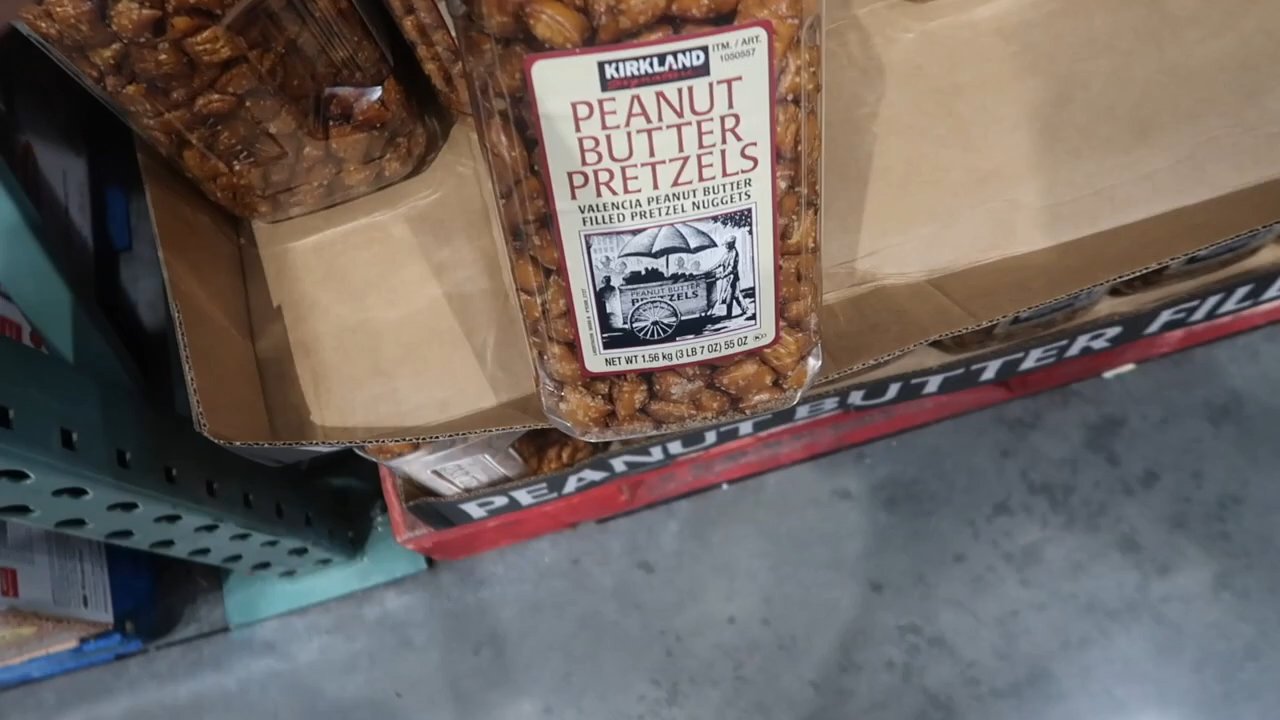 KIRKLAND
Signature
ITM. / ART.
1050557
PEANUT
BUTTER
PRETZELS
VALENCIA PEANUT BUTTER
FILLED PRETZEL NUGGETS
PEANUT BUTTER
PRETZELS
NET WT 1.56 kg (3 LB 7 OZ) 55 OZ
PEANUT BUTTER FILL